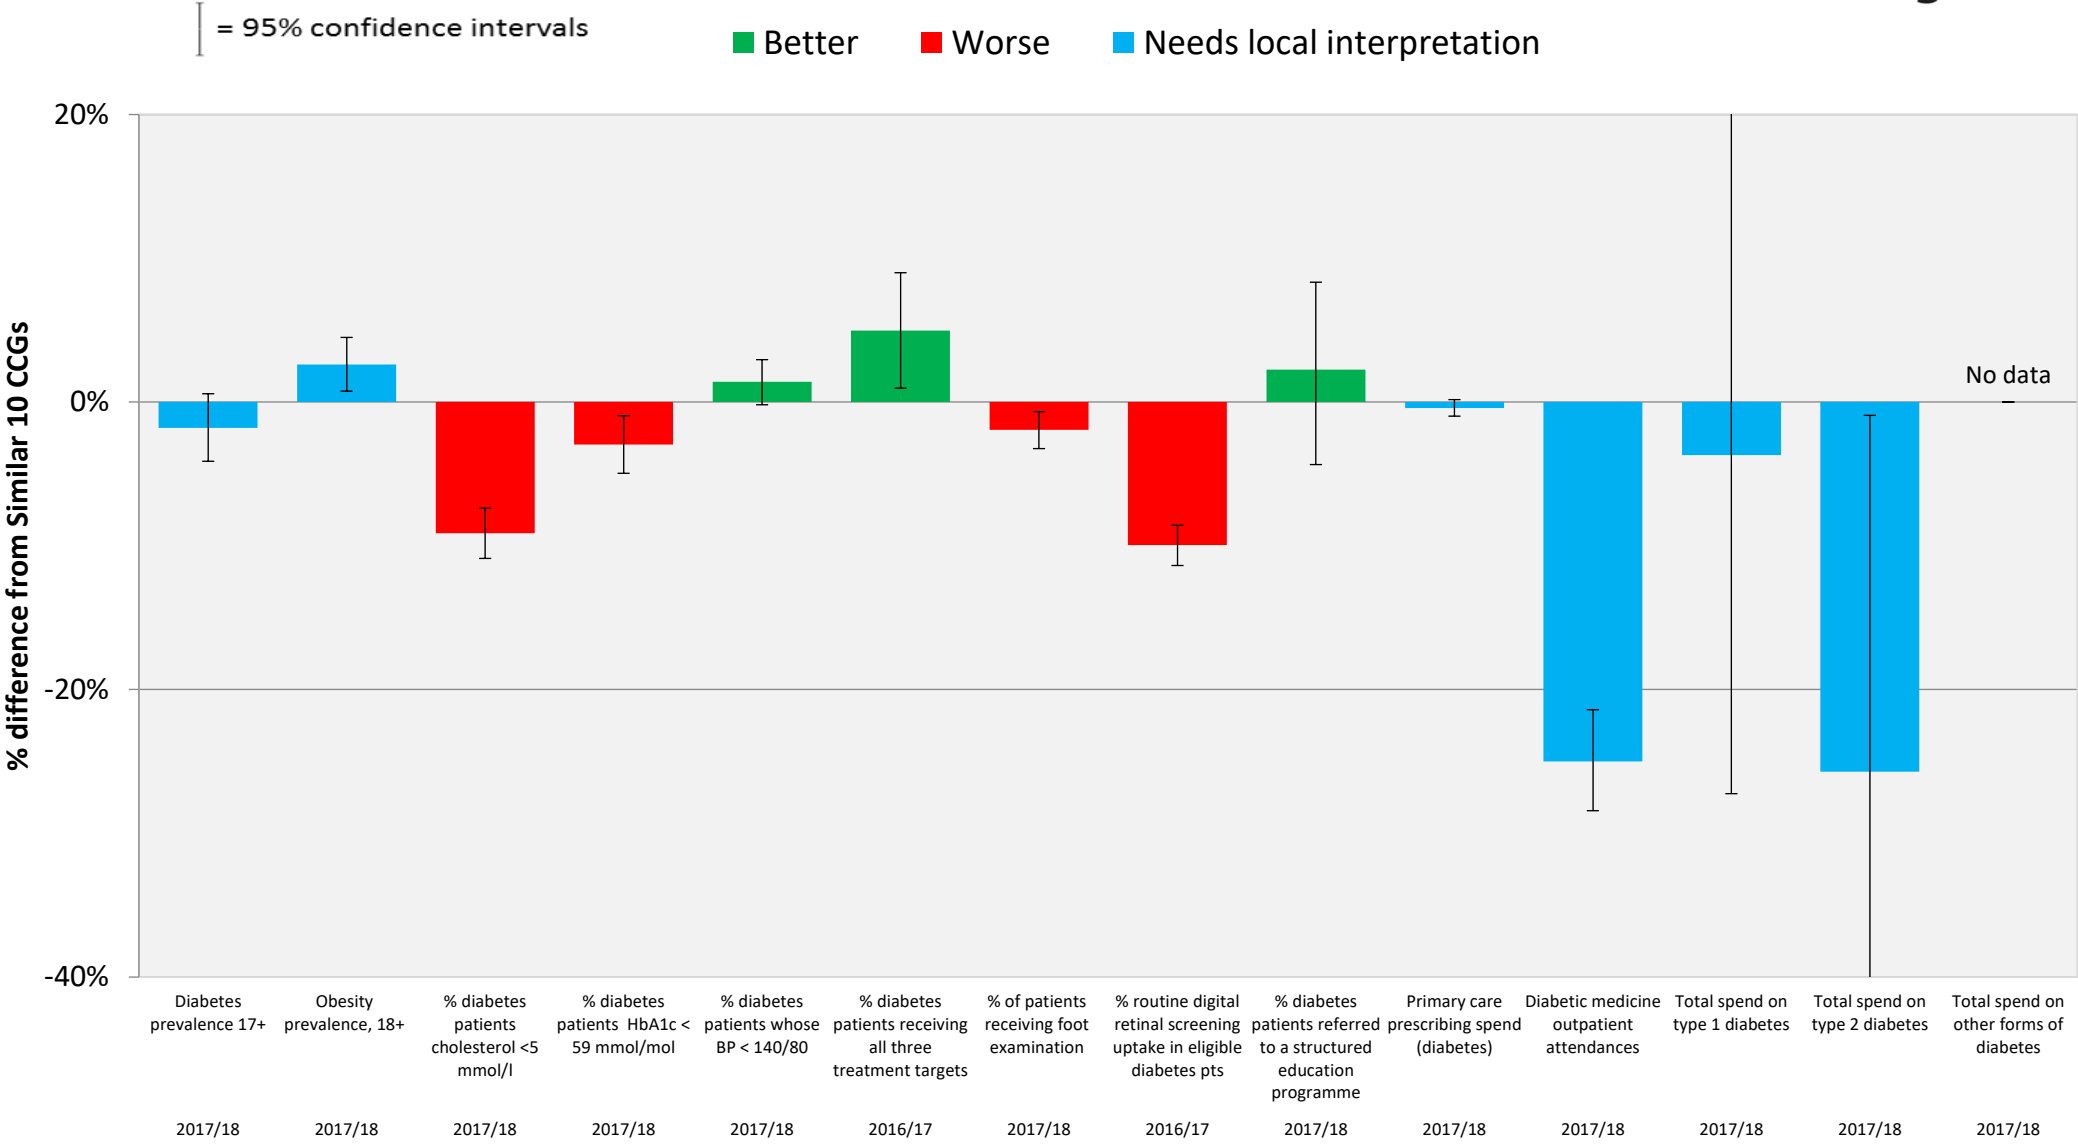 = 95% confidence intervals
Better
Worse
Needs local interpretation
% difference from Similar 10 CCGs
20%
0%
-20%
-40%
No data
Diabetes
prevalence 17+
2017/18
Obesity
prevalence, 18+
2017/18
% diabetes
patients
cholesterol <5
mmol/l
2017/18
% diabetes
patients  HbA1c <
59 mmol/mol
2017/18
% diabetes
patients whose
BP < 140/80
2017/18
% diabetes
patients receiving
all three
treatment targets
2016/17
% of patients
receiving foot
examination
2017/18
% routine digital
retinal screening
uptake in eligible
diabetes pts
2016/17
% diabetes
patients referred
to a structured
education
programme
2017/18
Primary care
prescribing spend
(diabetes)
2017/18
Diabetic medicine
outpatient
attendances
2017/18
Total spend on
type 1 diabetes
2017/18
Total spend on
type 2 diabetes
2017/18
Total spend on
other forms of
diabetes
2017/18